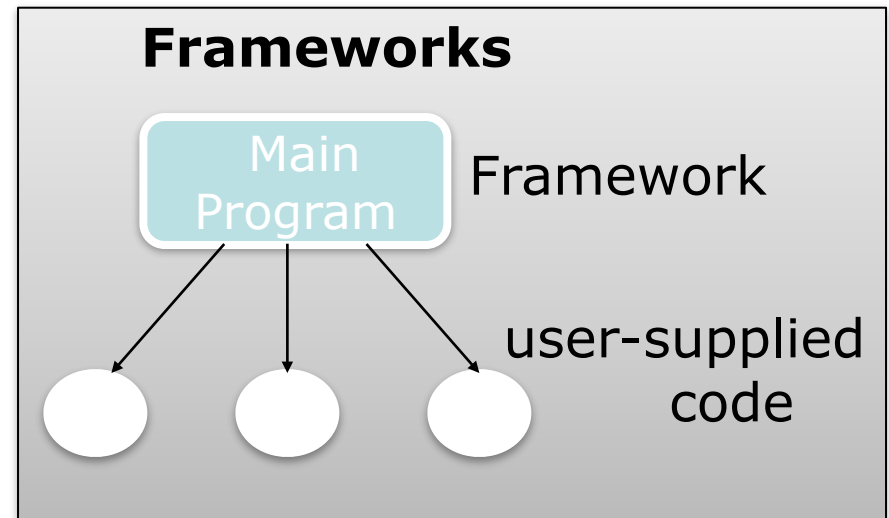 Frameworks
Main
Program
Framework
user-supplied
code